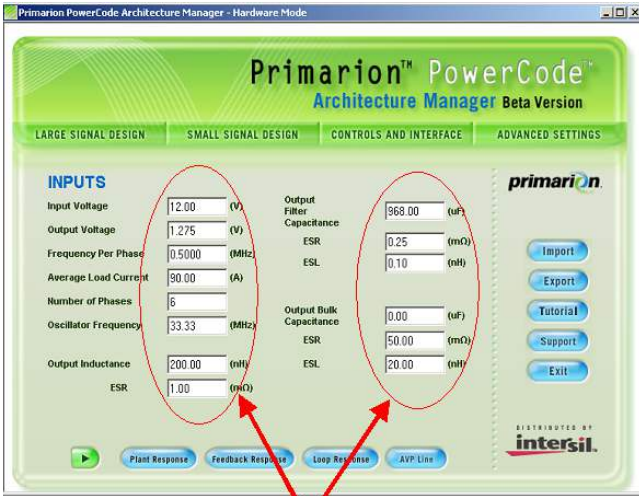 Primarion PowerCode Architecture Manager - Hardware Mode
Primarion™ PowerCode™
Architecture Manager Beta Version
LARGE SIGNAL DESIGN SMALL SIGNAL DESIGN CONTROLS AND INTERFACE ADVANCED SETTINGS
INPUTS
Input Voltage 12.00 (V)
Output Voltage 1.275 (V)
Frequency Per Phase 0.5000 (MHz)
Average Load Current 90.00 (A)
Number of Phases 6
Oscillator Frequency 33.33 (MHz)
Output Inductance 200.00 (nH)
ESR 1.00 (mΩ)
Output
Filter
Capacitance 968.00 (uF)
ESR 0.25 (mΩ)
ESL 0.10 (nH)
Output Bulk
Capacitance 0.00 (uF)
ESR 50.00 (mΩ)
ESL 20.00 (nH)
primarion
Import
Export
Tutorial
Support
Exit
DISTRIBUTED BY
intersil
Plant Response Feedback Response Loop Response AVP Line